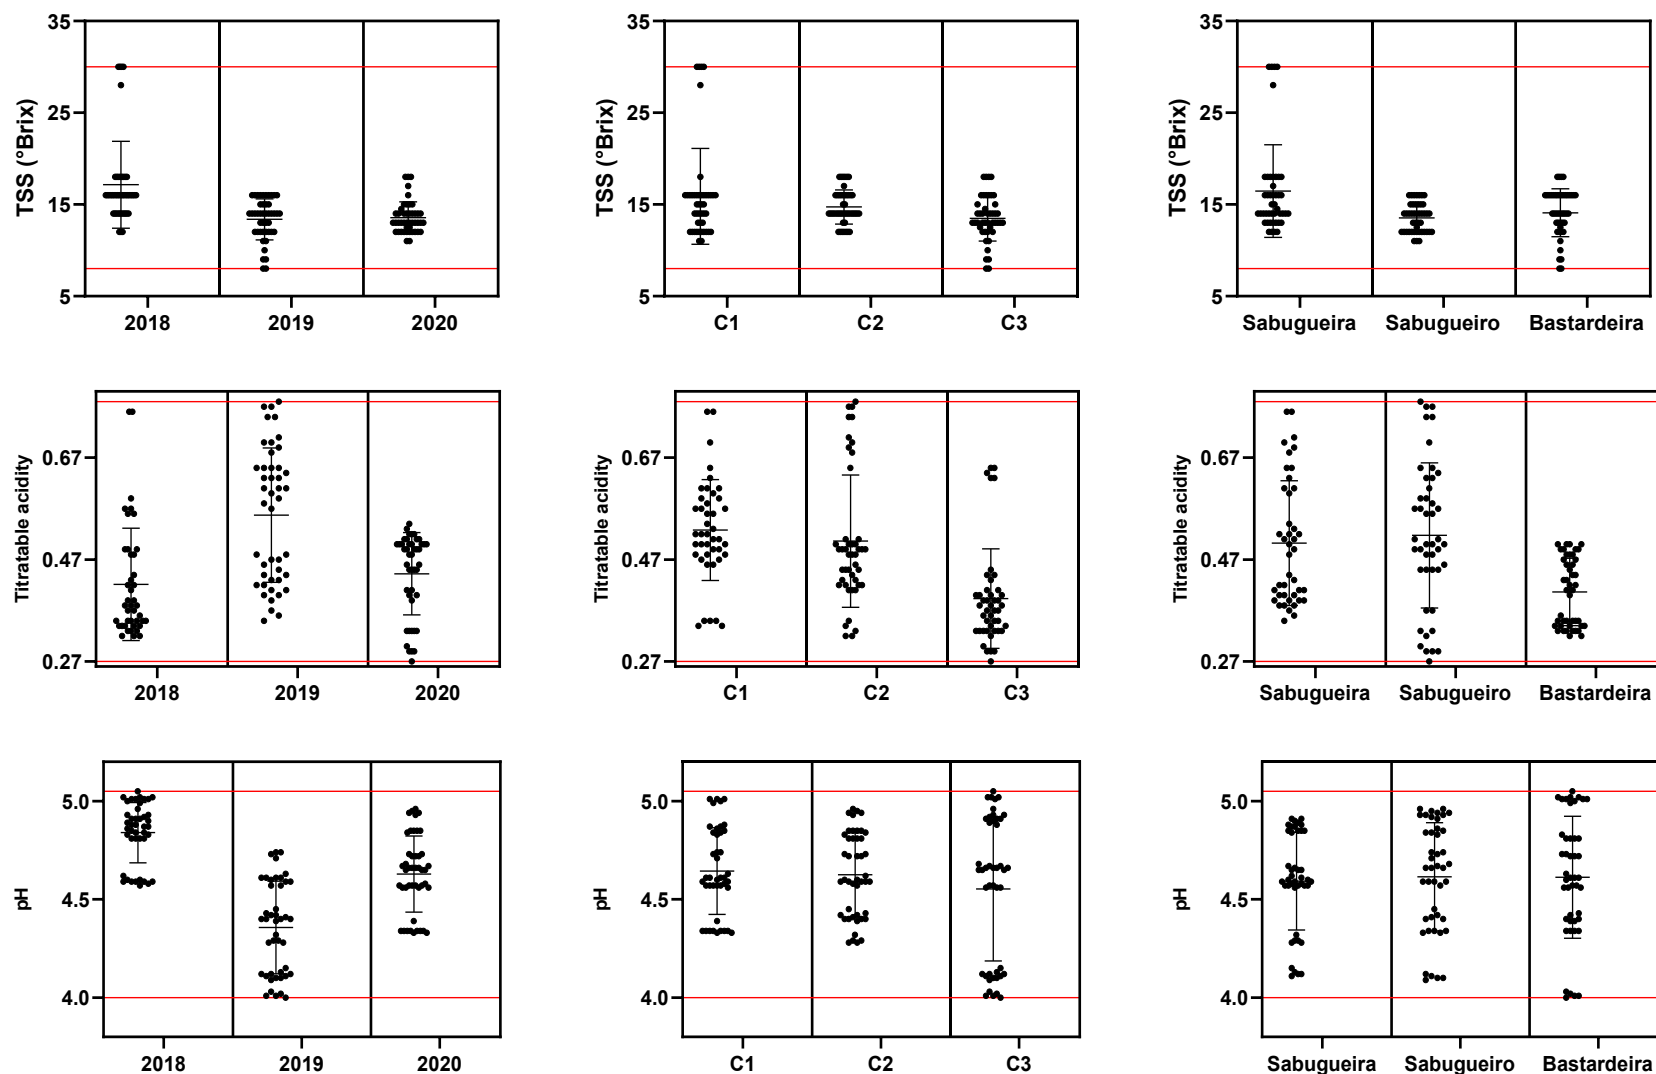 TSS (°Brix)
35
25
15
5
2018
2019
2020
TSS (°Brix)
35
25
15
5
C1
C2
C3
TSS (°Brix)
35
25
15
5
Sabugueira
Sabugueiro
Bastardeira
Titratable acidity
0.67
0.47
0.27
2018
2019
2020
Titratable acidity
0.67
0.47
0.27
C1
C2
C3
Titratable acidity
0.67
0.47
0.27
Sabugueira
Sabugueiro
Bastardeira
pH
5.0
4.5
4.0
2018
2019
2020
pH
5.0
4.5
4.0
C1
C2
C3
pH
5.0
4.5
4.0
Sabugueira
Sabugueiro
Bastardeira